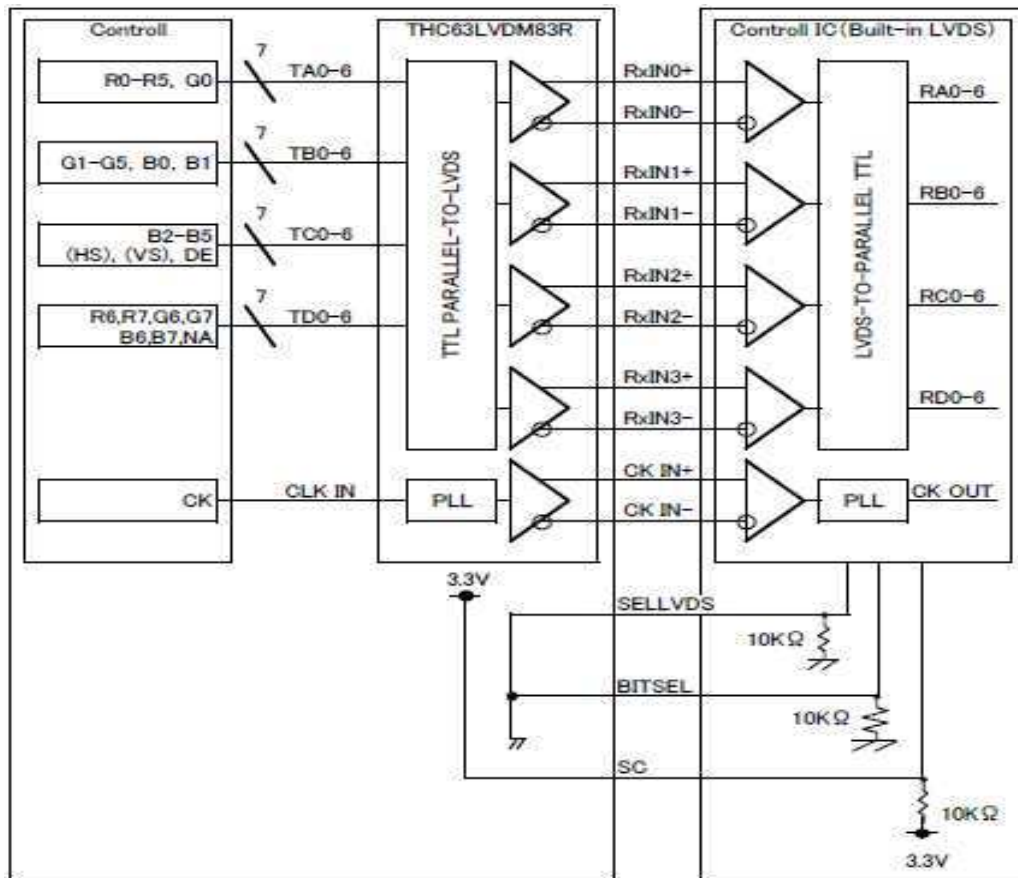 Controll
THC63LVDM83R
Controll IC(Built-in LVDS)
R0-R5, G0
7
TA0-6
RxIN0+
RxIN0-
RA0-6
G1-G5, B0, B1
7
TB0-6
RxIN1+
RxIN1-
RB0-6
B2-B5
(HS), (VS), DE
7
TC0-6
RxIN2+
RxIN2-
RC0-6
R6,R7,G6,G7
B6,B7,NA
7
TD0-6
RxIN3+
RxIN3-
RD0-6
TTL PARALLEL-TO-LVDS
LVDS-TO-PARALLEL TTL
CK
CLK IN
PLL
CK IN+
CK IN-
PLL
CK OUT
3.3V
SELLVDS
10KΩ
BITSEL
10KΩ
SC
10KΩ
3.3V